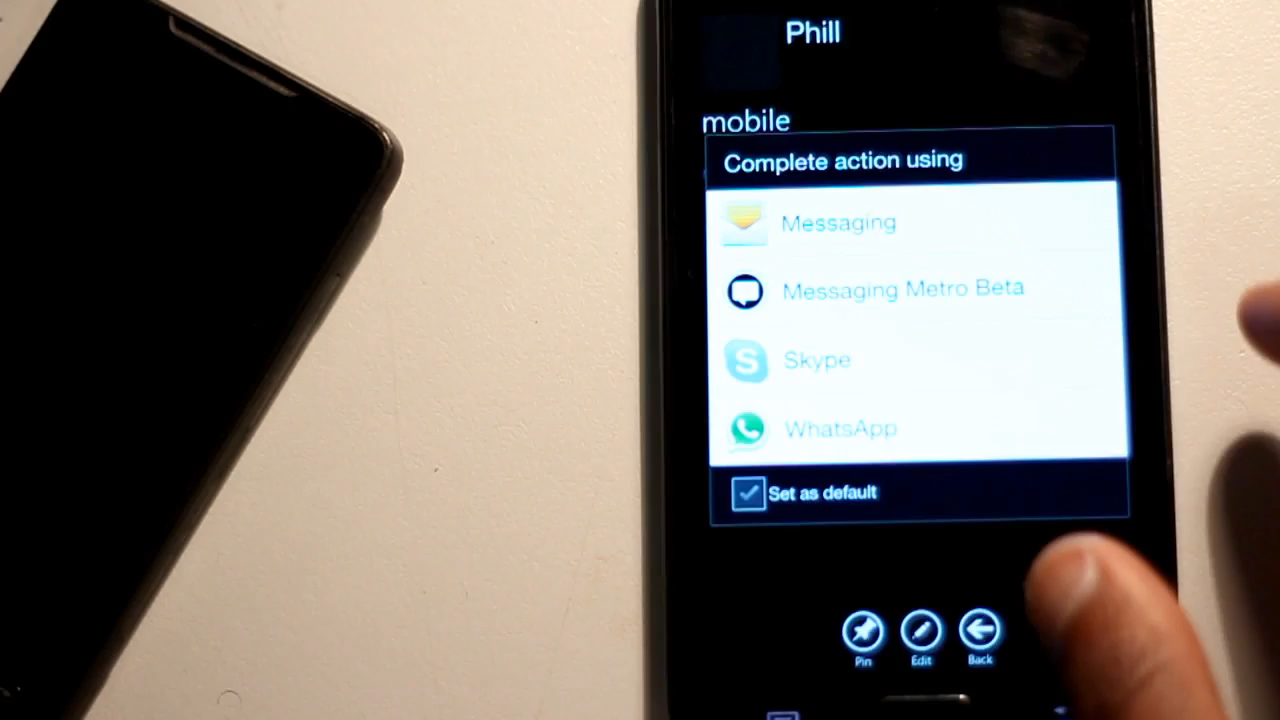 Phill
mobile
Complete action using
Messaging
Messaging Metro Beta
Skype
WhatsApp
Set as default
Pin
Edit
Back